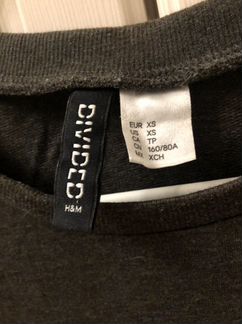 DIVIDED
H&M
EUR XS
US XS
CA TP
CN 160/80A
MX XCH